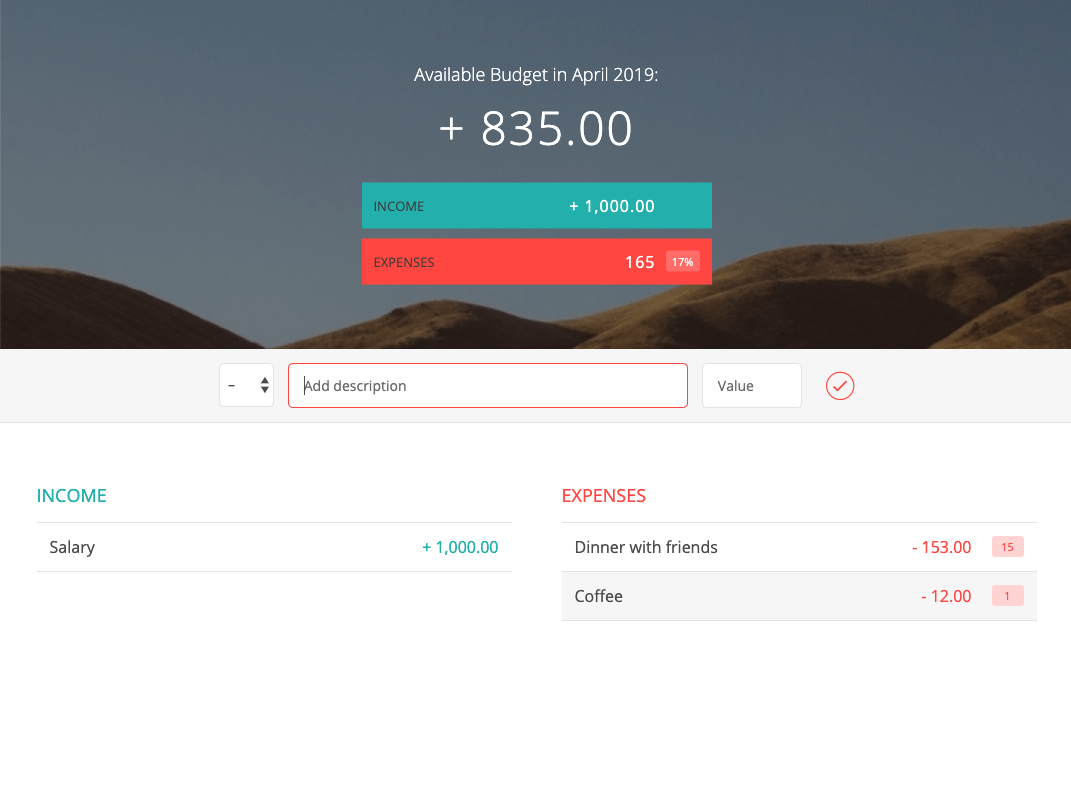 Available Budget in April 2019:
+ 835.00
INCOME + 1,000.00
EXPENSES 165 17%
– Add description Value
INCOME
Salary + 1,000.00
EXPENSES
Dinner with friends - 153.00 15
Coffee - 12.00 1